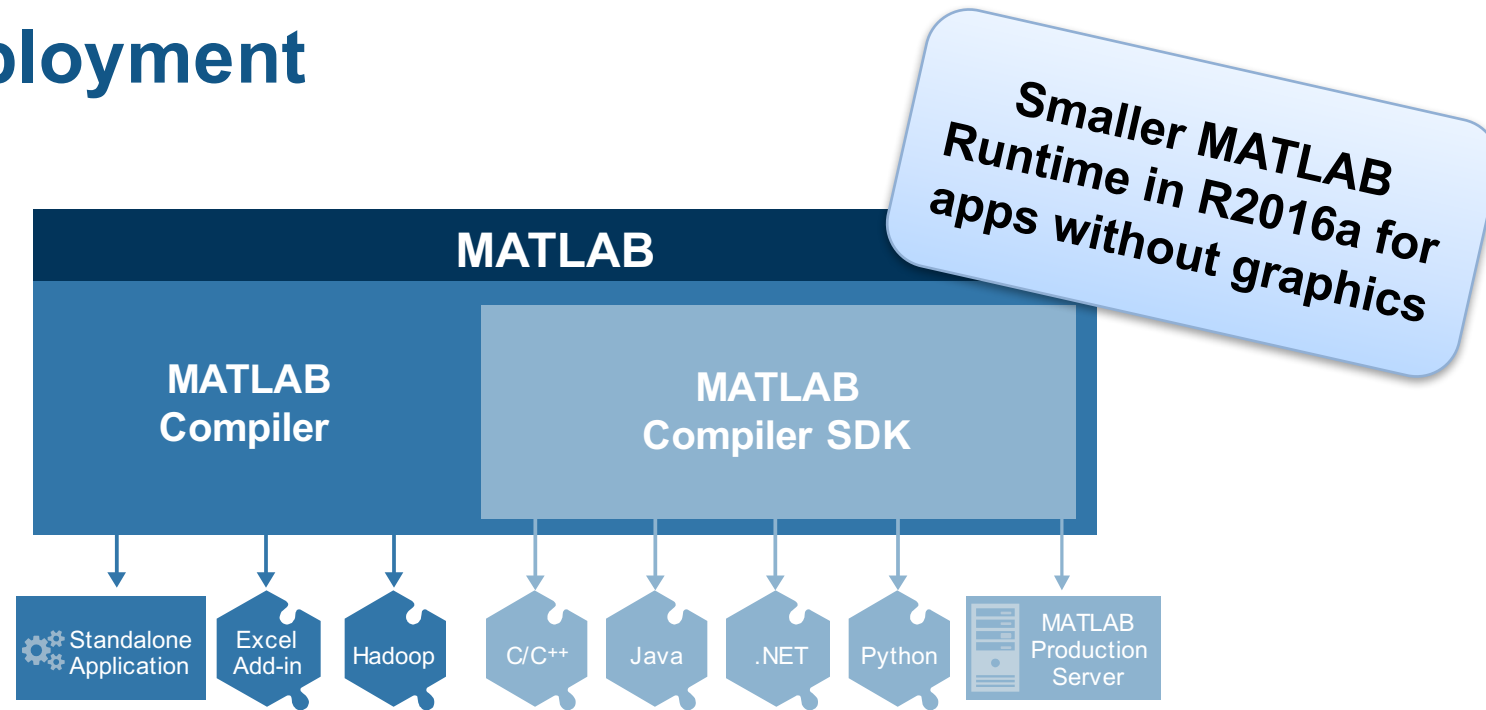 ployment
Smaller MATLAB
Runtime in R2016a for
apps without graphics
MATLAB
MATLAB
Compiler
MATLAB
Compiler SDK
Standalone
Application
Excel
Add-in
Hadoop
C/C++
Java
.NET
Python
MATLAB
Production
Server